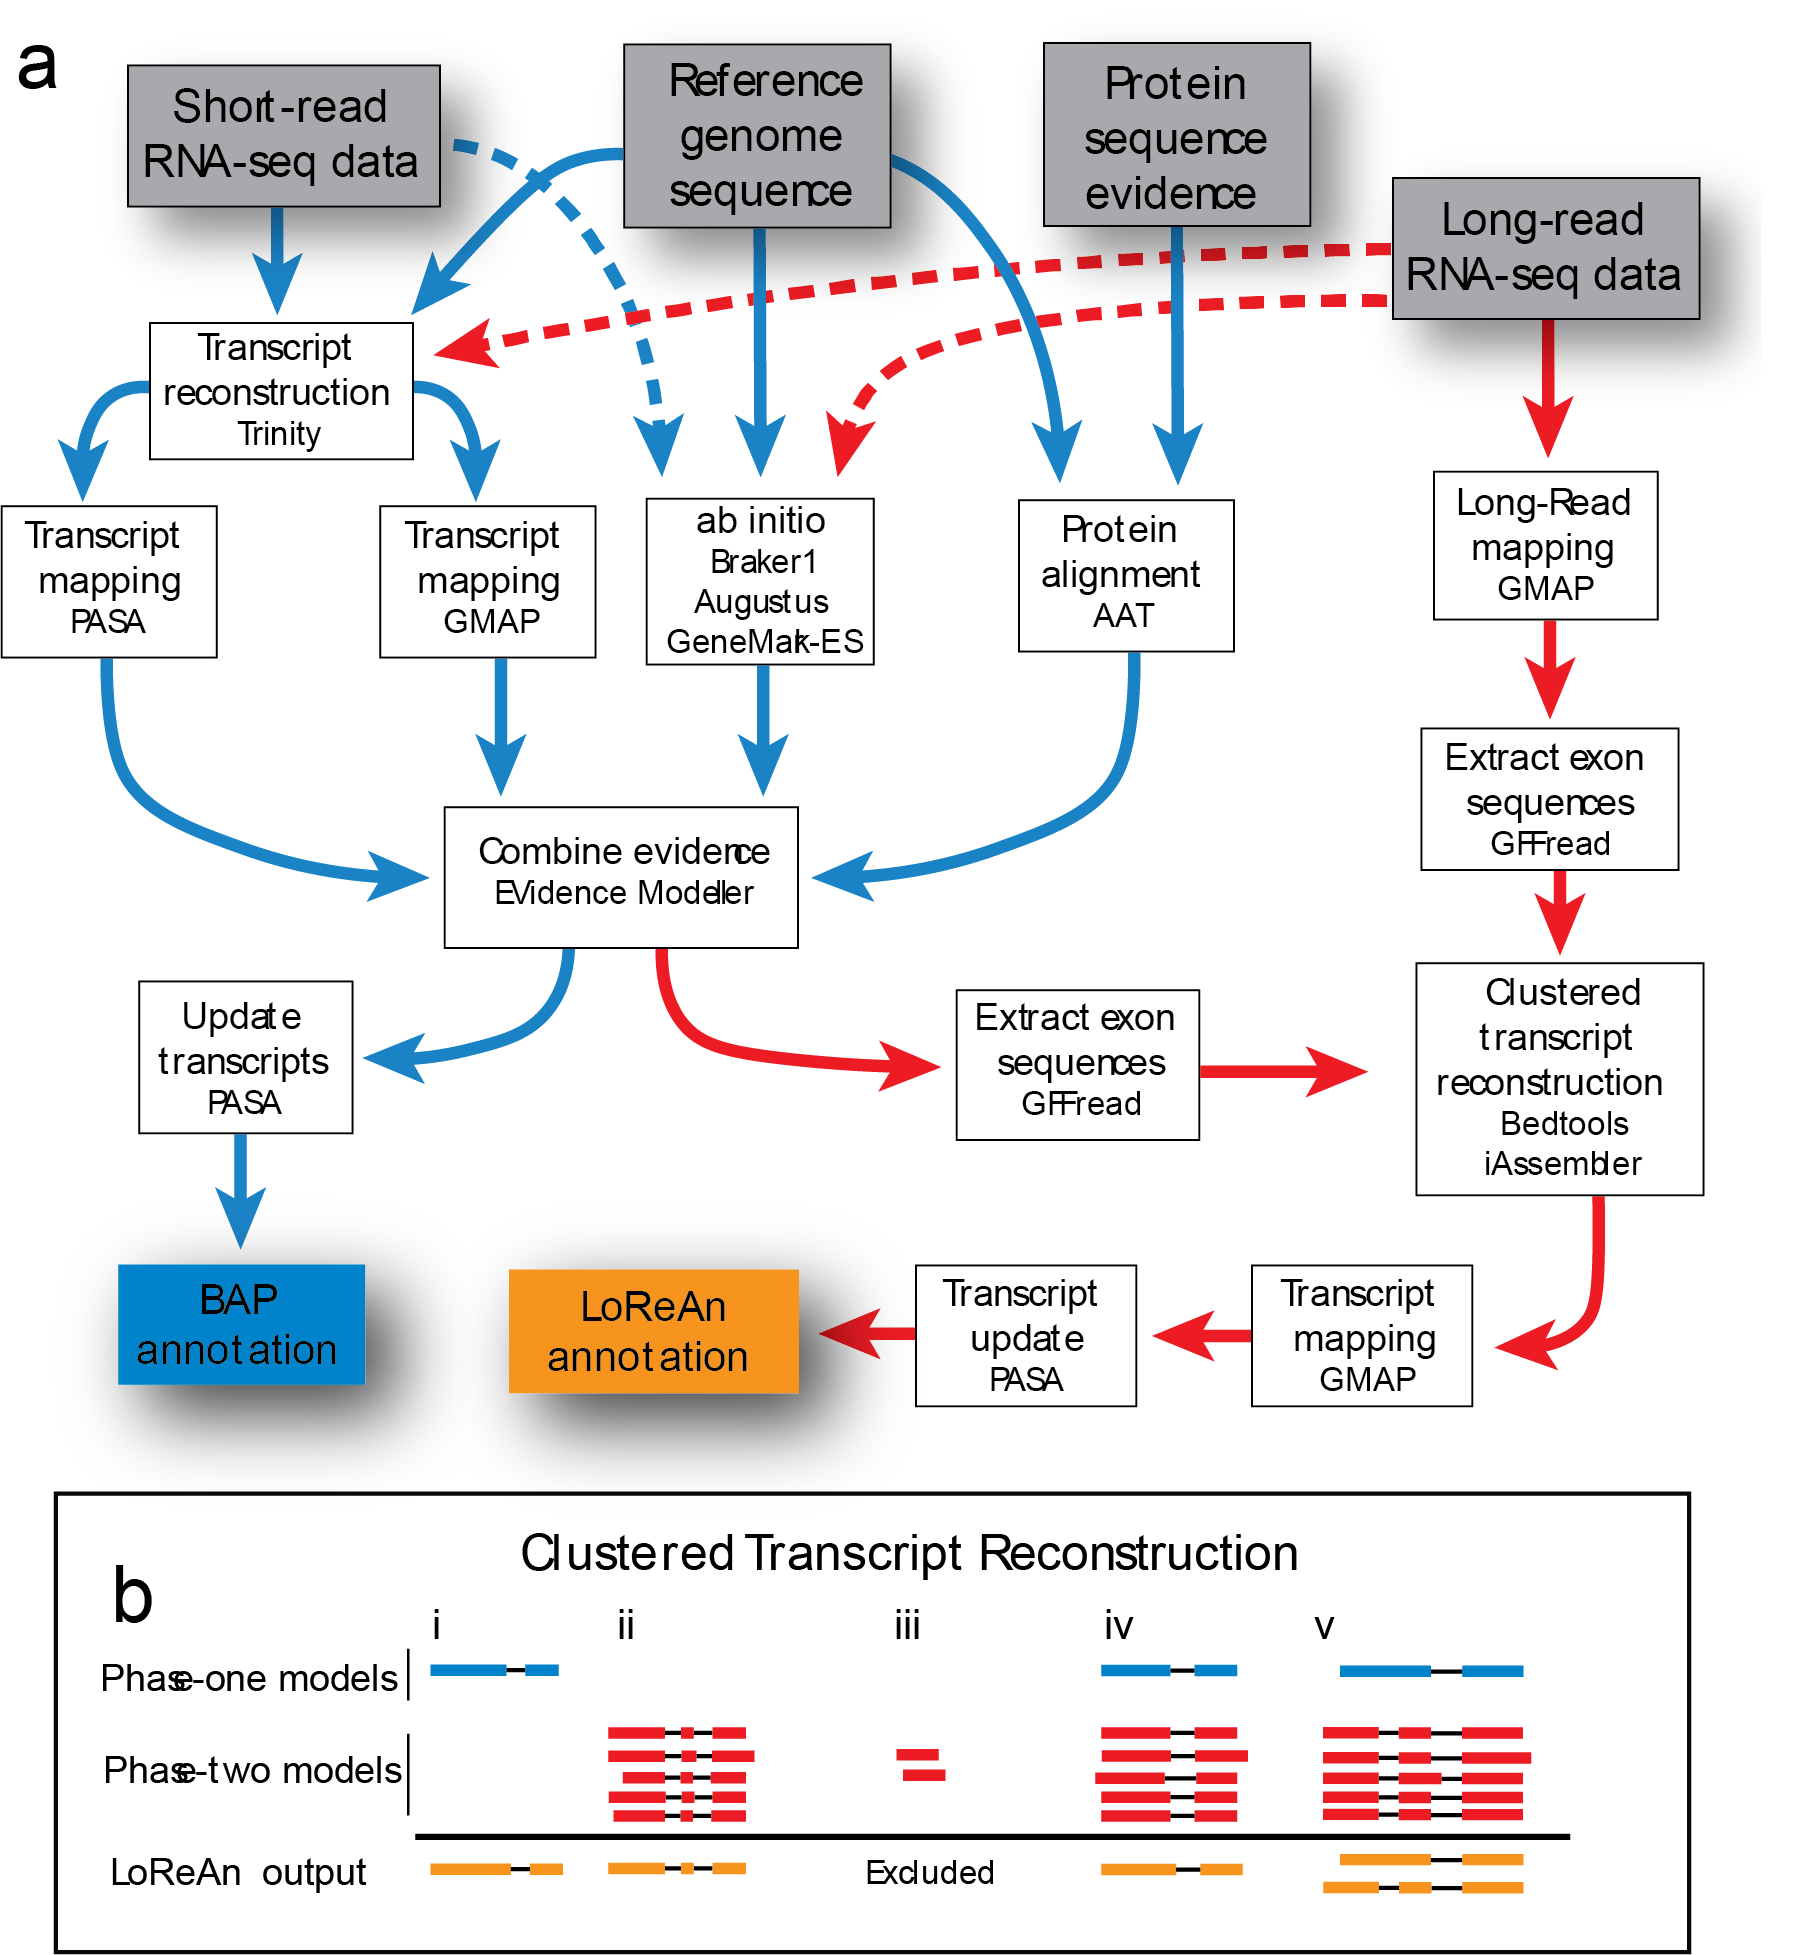 a
Short-read
RNA-seq data
Reference
genome
sequence
Protein
sequence
evidence
Long-read
RNA-seq data
Transcript
reconstruction
Trinity
Transcript
mapping
PASA
Transcript
mapping
GMAP
ab initio
Braker1
Augustus
GeneMark-ES
Protein
alignment
AAT
Long-Read
mapping
GMAP
Extract exon
sequences
GFFread
Combine evidence
EVidence Modeller
Update
transcripts
PASA
Extract exon
sequences
GFFread
Clustered
transcript
reconstruction
Bedtools
iAssembler
BAP
annotation
LoReAn
annotation
Transcript
update
PASA
Transcript
mapping
GMAP
b
Clustered Transcript Reconstruction
i ii iii iv v
Phase-one models
Phase-two models
LoReAn output
Excluded